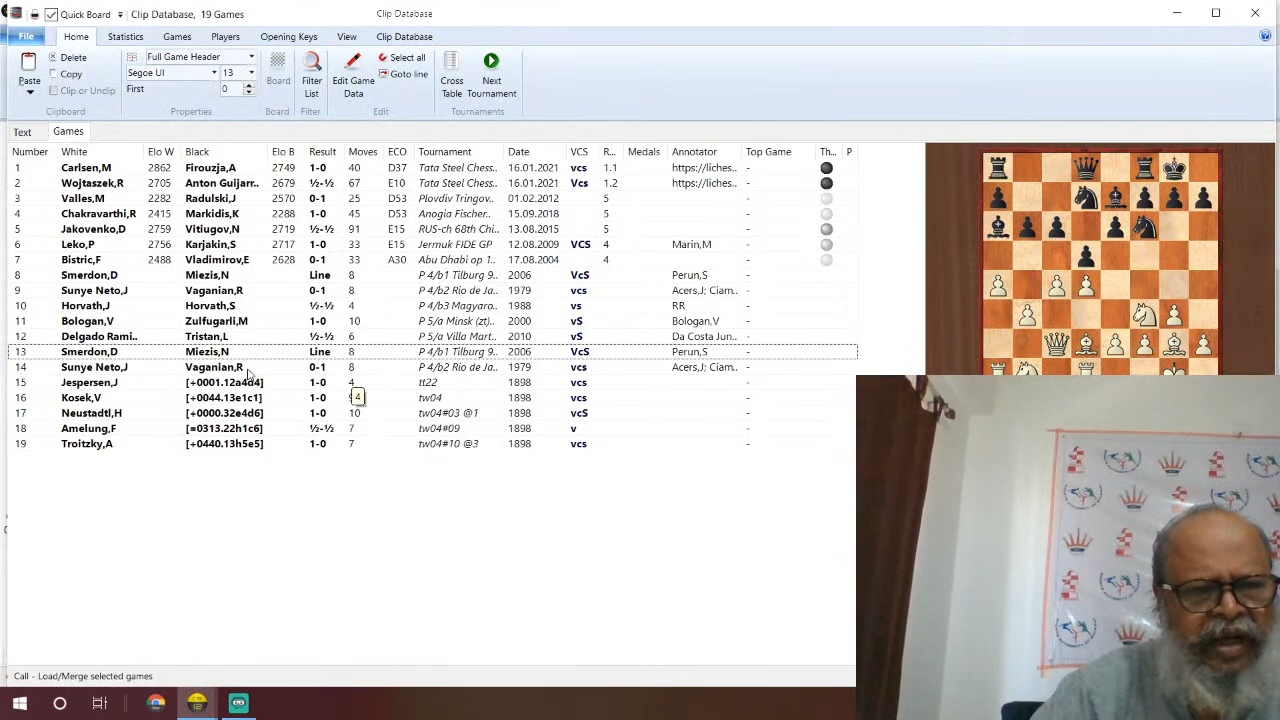 Quick Board Clip Database, 19 Games Clip Database
File Home Statistics Games Players Opening Keys View Clip Database
Paste Delete Copy Clip or Unclip Full Game Header Segoe UI 13 First 0 Board Filter List Edit Game Data Select all Goto line Cross Table Next Tournament
Clipboard Properties Board Filter Edit Tournaments
Text Games
Number White Elo W Black Elo B Result Moves ECO Tournament Date VCS R... Medals Annotator Top Game Th... P
1 Carlsen,M 2862 Firouzja,A 2749 1-0 40 D37 Tata Steel Chess.. 16.01.2021 vcs 1.1 https://liches.. -
2 Wojtaszek,R 2705 Anton Guijarr.. 2679 ½-½ 67 E10 Tata Steel Chess.. 16.01.2021 Vcs 1.2 https://liches.. -
3 Valles,M 2282 Radulski,J 2570 0-1 25 D53 Plovdiv Tringov.. 01.02.2012 5 -
4 Chakravarthi,R 2415 Markidis,K 2288 1-0 45 D53 Anogia Fischer.. 15.09.2018 5 -
5 Jakovenko,D 2759 Vitiugov,N 2719 ½-½ 91 E15 RUS-ch 68th Chi.. 13.08.2015 5 -
6 Leko,P 2756 Karjakin,S 2717 1-0 33 E15 Jermuk FIDE GP 12.08.2009 VCS 4 Marin,M -
7 Bistric,F 2488 Vladimirov,E 2628 0-1 33 A30 Abu Dhabi op 1.. 17.08.2004 4 -
8 Smerdon,D Miezis,N Line 8 P 4/b1 Tilburg 9.. 2006 VcS Perun,S -
9 Sunye Neto,J Vaganian,R 0-1 8 P 4/b2 Rio de Ja.. 1979 vcs Acers,J; Ciam.. -
10 Horvath,J Horvath,S ½-½ 4 P 4/b3 Magyaro.. 1988 vs RR -
11 Bologan,V Zulfugarli,M 1-0 10 P 5/a Minsk (zt).. 2000 vS Bologan,V -
12 Delgado Rami.. Tristan,L ½-½ 6 P 5/a Villa Mart.. 2010 vS Da Costa Jun.. -
13 Smerdon,D Miezis,N Line 8 P 4/b1 Tilburg 9.. 2006 VcS Perun,S -
14 Sunye Neto,J Vaganian,R 0-1 8 P 4/b2 Rio de Ja.. 1979 vcs Acers,J; Ciam.. -
15 Jespersen,J [+0001.12a4d4] 1-0 4 tt22 1898 vcs -
16 Kosek,V [+0044.13e1c1] 1-0 4 tw04 1898 vcs -
17 Neustadtl,H [+0000.32e4d6] 1-0 10 tw04#03 @1 1898 vcS -
18 Amelung,F [=0313.22h1c6] ½-½ 7 tw04#09 1898 v -
19 Troitzky,A [+0440.13h5e5] 1-0 7 tw04#10 @3 1898 vcs -
Call - Load/Merge selected games